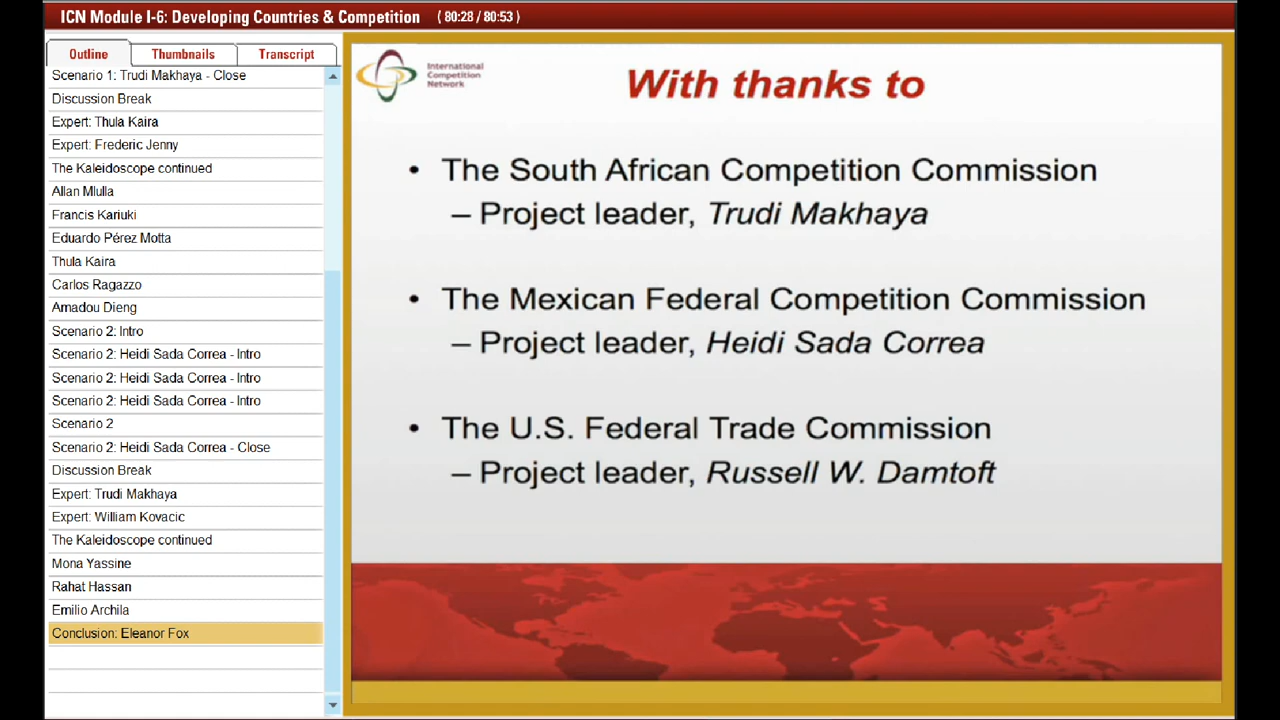 ICN Module I-6: Developing Countries & Competition ( 80:28 / 80:53 )
Outline
Thumbnails
Transcript
Scenario 1: Trudi Makhaya - Close
Discussion Break
Expert: Thula Kaira
Expert: Frederic Jenny
The Kaleidoscope continued
Allan Mlulla
Francis Kariuki
Eduardo Pérez Motta
Thula Kaira
Carlos Ragazzo
Amadou Dieng
Scenario 2: Intro
Scenario 2: Heidi Sada Correa - Intro
Scenario 2: Heidi Sada Correa - Intro
Scenario 2: Heidi Sada Correa - Intro
Scenario 2
Scenario 2: Heidi Sada Correa - Close
Discussion Break
Expert: Trudi Makhaya
Expert: William Kovacic
The Kaleidoscope continued
Mona Yassine
Rahat Hassan
Emilio Archila
Conclusion: Eleanor Fox
International
Competition
Network
With thanks to
• The South African Competition Commission
– Project leader, Trudi Makhaya
• The Mexican Federal Competition Commission
– Project leader, Heidi Sada Correa
• The U.S. Federal Trade Commission
– Project leader, Russell W. Damtoft